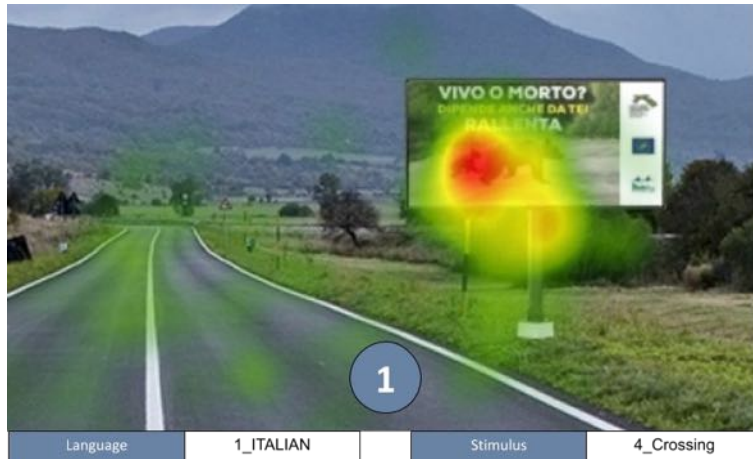 VIVO O MORTO?
DIPENDE ANCHE DA TE!
RALLENTA
1
Language
1_ITALIAN
Stimulus
4_Crossing